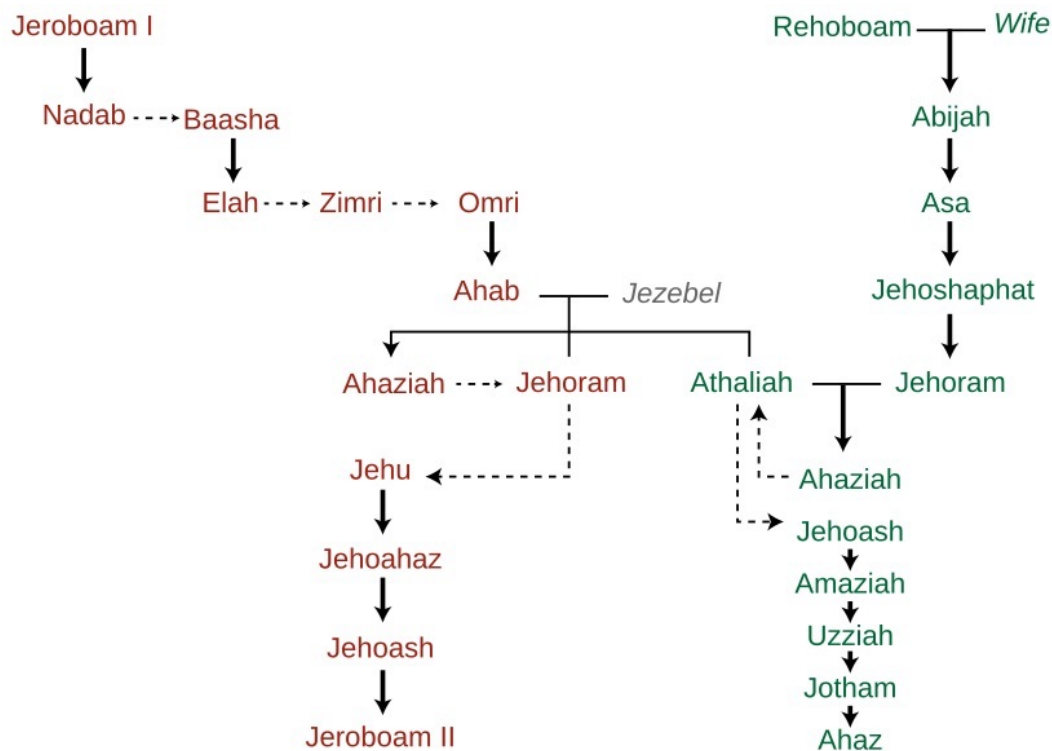 Jeroboam I
Rehoboam
Wife
Nadab
Baasha
Abijah
Elah
Zimri
Omri
Asa
Ahab
Jezebel
Jehoshaphat
Ahaziah
Jehoram
Athaliah
Jehoram
Jehu
Ahaziah
Jehoash
Jehoahaz
Amaziah
Uzziah
Jehoash
Jotham
Jeroboam II
Ahaz